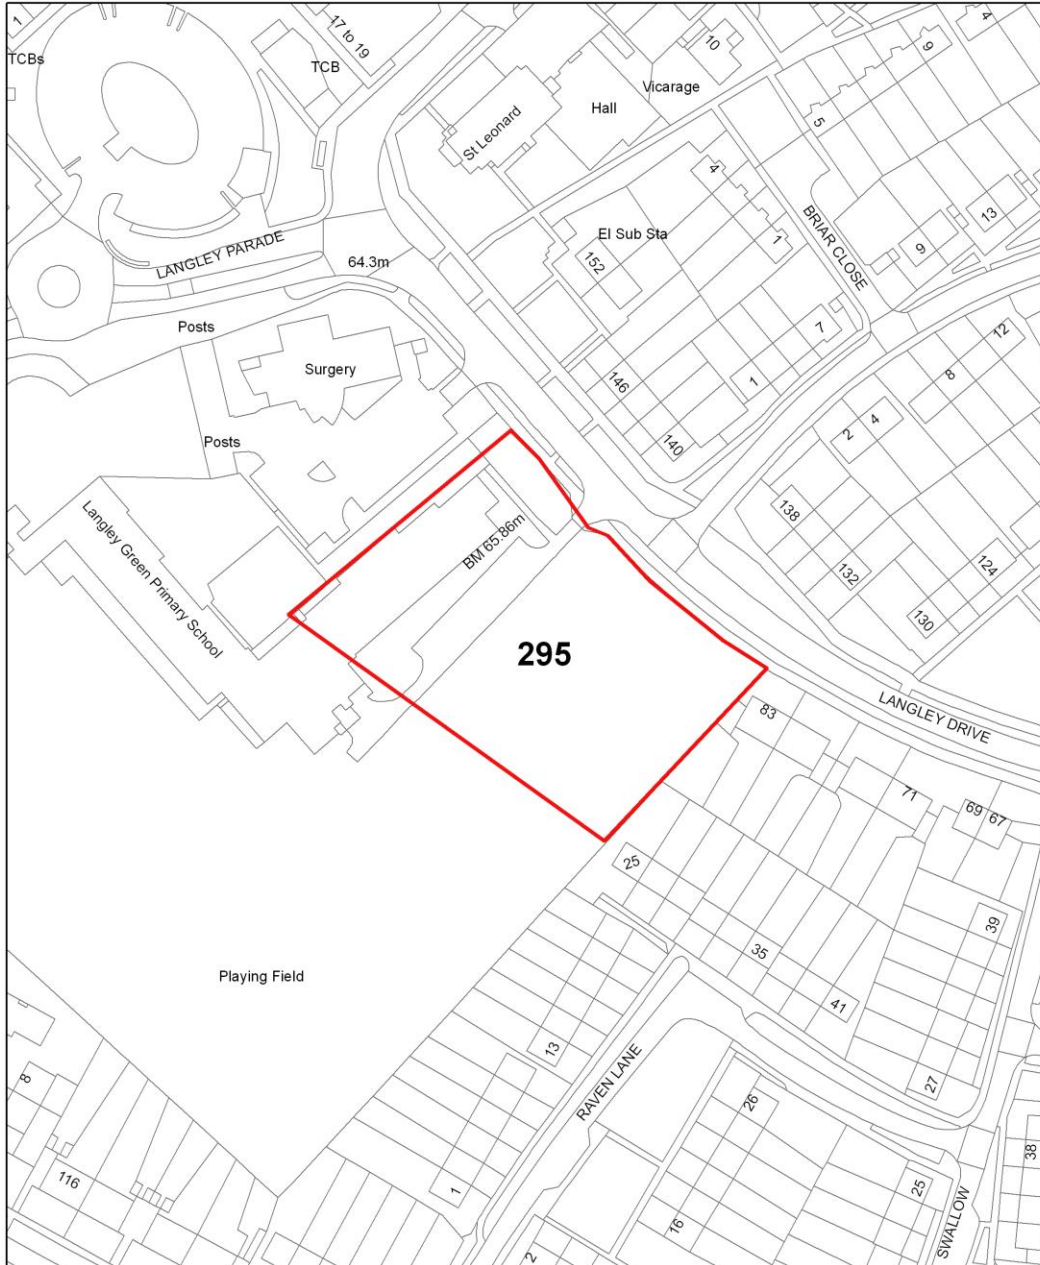 1
17 to 19
10
4
9
TCBs
TCB
Vicarage
Hall
St Leonard
5
4
El Sub Sta
1
BRIAR CLOSE
13
9
LANGLEY PARADE
64.3m
152
Posts
7
12
Surgery
146
1
8
2
4
Posts
140
138
Langley Green Primary School
BM 65.86m
132
124
130
295
83
LANGLEY DRIVE
71
69
67
25
39
35
41
Playing Field
13
RAVEN LANE
27
8
26
38
116
1
25
16
SWALLOW
2